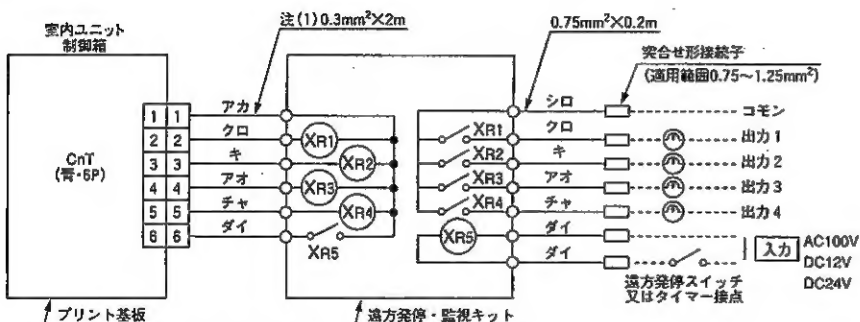 室内ユニット
制御箱
注(1)0.3mm²×2m
0.75mm²×0.2m
突合せ形接続子
(適用範囲0.75〜1.25mm²)
CnT
(青・6P)
1 1 アカ
2 2 クロ XR1
3 3 キ XR2
4 4 アオ XR3
5 5 チャ XR4
6 6 ダイ XR5
シロ コモン
XR1 クロ 出力1
XR2 キ 出力2
XR3 アオ 出力3
XR4 チャ 出力4
XR5 ダイ
ダイ
入力
AC100V
DC12V
DC24V
遠方発停スイッチ
又はタイマー接点
プリント基板
遠方発停・監視キット